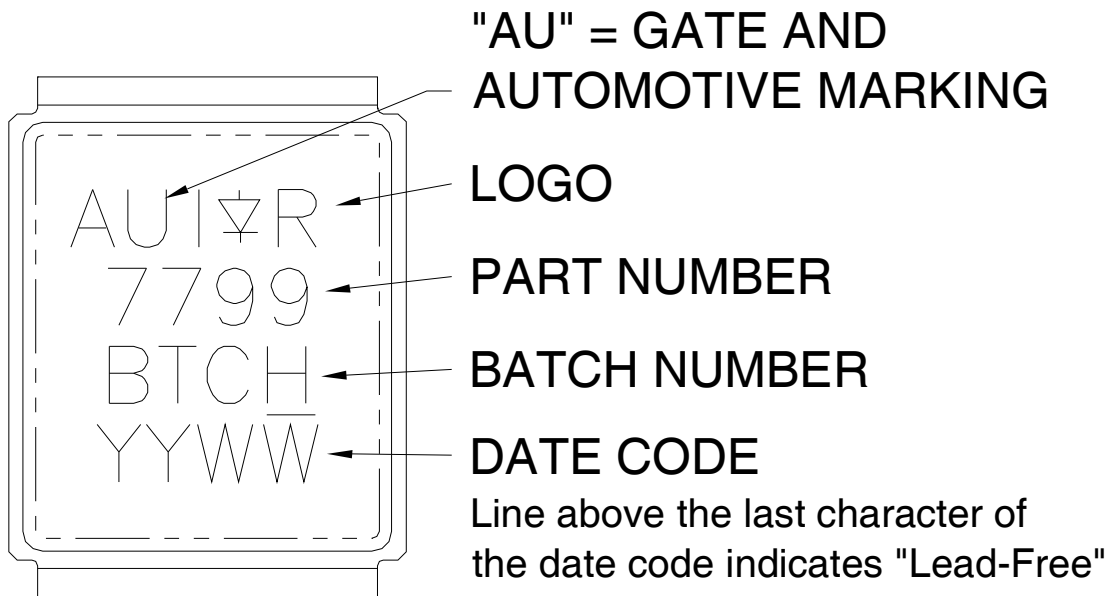 "AU" = GATE AND
AUTOMOTIVE MARKING
AUI R
LOGO
7799
PART NUMBER
BTCH
BATCH NUMBER
YYWW
DATE CODE
Line above the last character of
the date code indicates "Lead-Free"